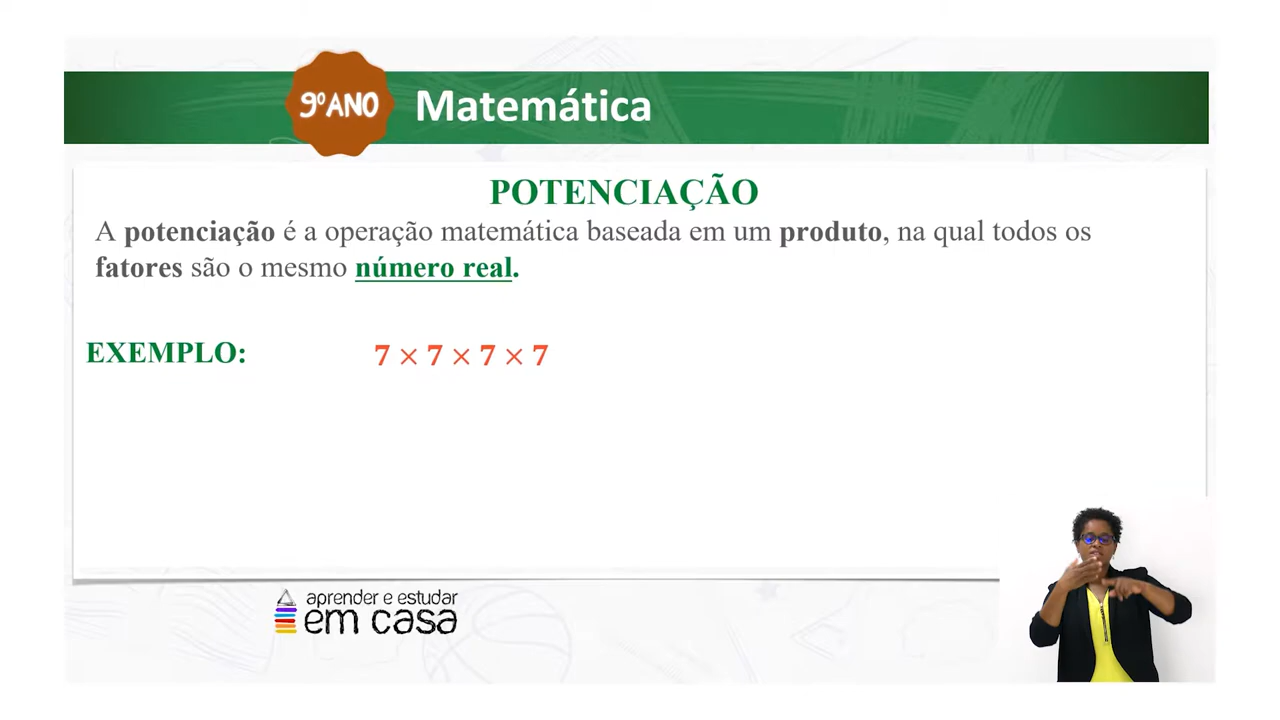 9º ANO
Matemática
POTENCIAÇÃO
A potenciação é a operação matemática baseada em um produto, na qual todos os
fatores são o mesmo número real.
EXEMPLO: 7 × 7 × 7 × 7
aprender e estudar
em casa